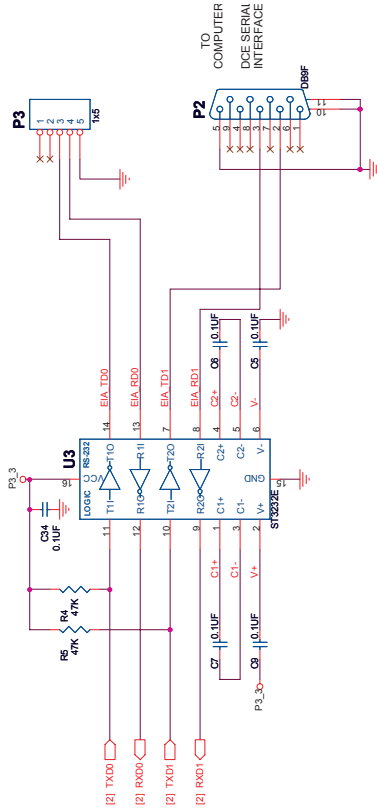 P3
1
2
3
4
5
1x5
TO
COMPUTER
DCE SERIAL
INTERFACE
P2
5
9
4
8
3
7
2
6
1
DB9F
11
10
EIA_TD0
EIA_RD0
EIA_TD1
EIA_RD1
C2+
C2-
V-
C6
0.1UF
C5
0.1UF
U3
P3_3
16
VCC
LOGIC
RS-232
C34
0.1UF
11
T1I
T1O
14
12
R1O
R1I
13
10
T2I
T2O
7
9
R2O
R2I
8
1
C1+
C2+
4
3
C1-
C2-
5
2
V+
V-
6
GND
15
ST3232E
R4
47K
R5
47K
C1+
C1-
V+
C7
0.1UF
C9
0.1UF
P3_3
[2] TXD0
[2] RXD0
[2] TXD1
[2] RXD1